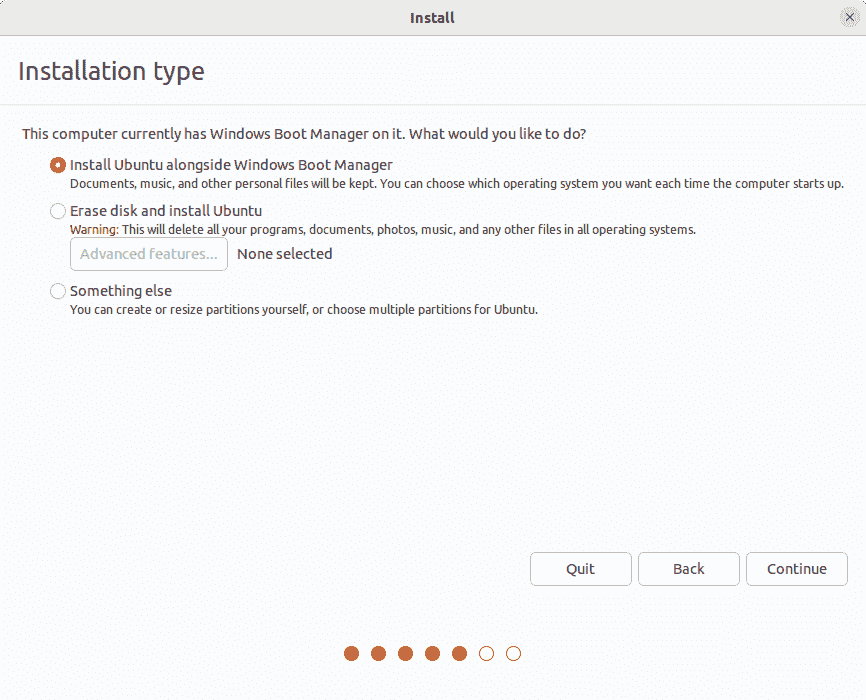 Install
Installation type
This computer currently has Windows Boot Manager on it. What would you like to do?
Install Ubuntu alongside Windows Boot Manager
Documents, music, and other personal files will be kept. You can choose which operating system you want each time the computer starts up.
Erase disk and install Ubuntu
Warning: This will delete all your programs, documents, photos, music, and any other files in all operating systems.
Advanced features... None selected
Something else
You can create or resize partitions yourself, or choose multiple partitions for Ubuntu.
Quit Back Continue